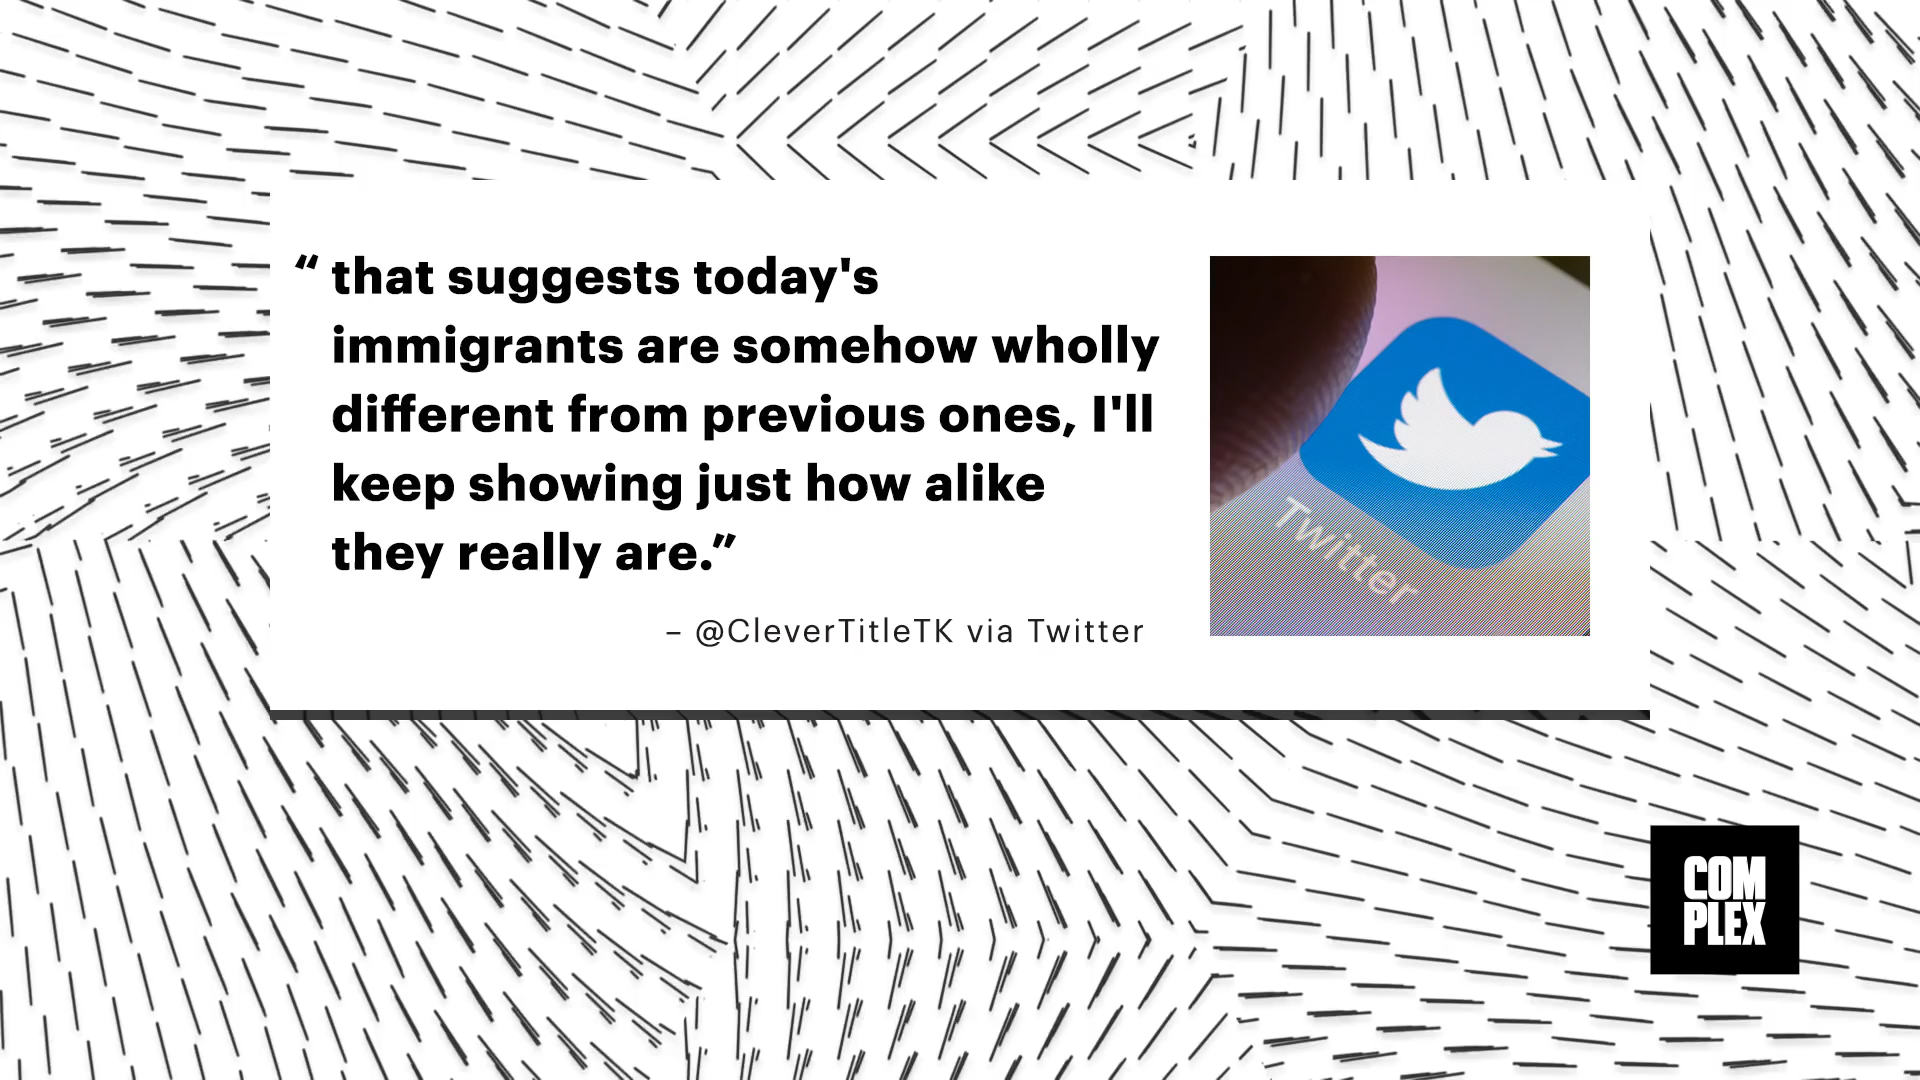 “ that suggests today's
immigrants are somehow wholly
different from previous ones, I'll
keep showing just how alike
they really are.”
– @CleverTitleTK via Twitter
Twitter
COM
PLEX